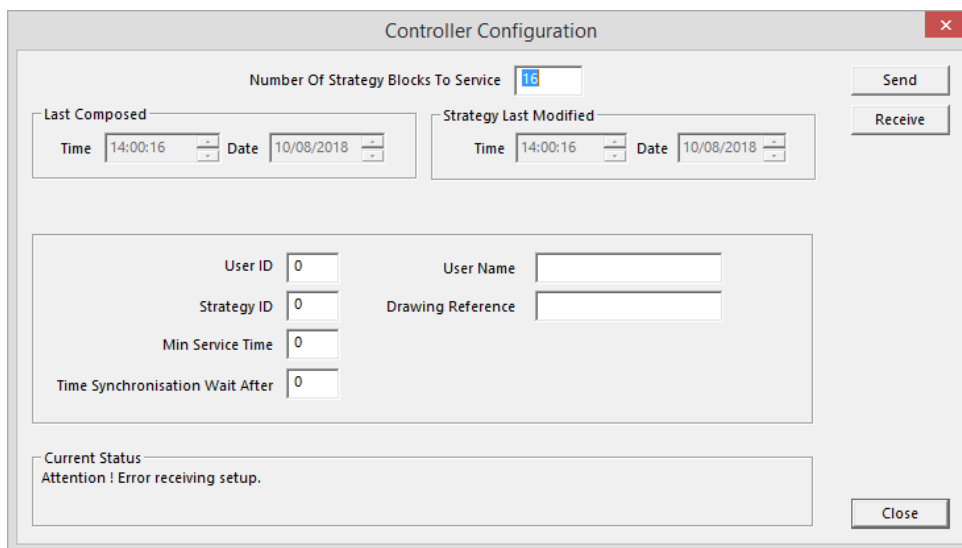 Controller Configuration
Number Of Strategy Blocks To Service 16
Send
Last Composed
Strategy Last Modified
Receive
Time 14:00:16 Date 10/08/2018
Time 14:00:16 Date 10/08/2018
User ID 0
User Name
Strategy ID 0
Drawing Reference
Min Service Time 0
Time Synchronisation Wait After 0
Current Status
Attention ! Error receiving setup.
Close